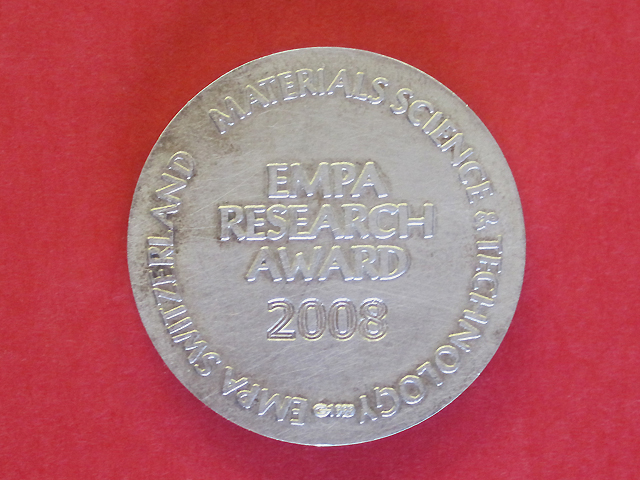 MATERIALS SCIENCE & TECHNOLOGY
EMPA SWITZERLAND
EMPA
RESEARCH
AWARD
2008